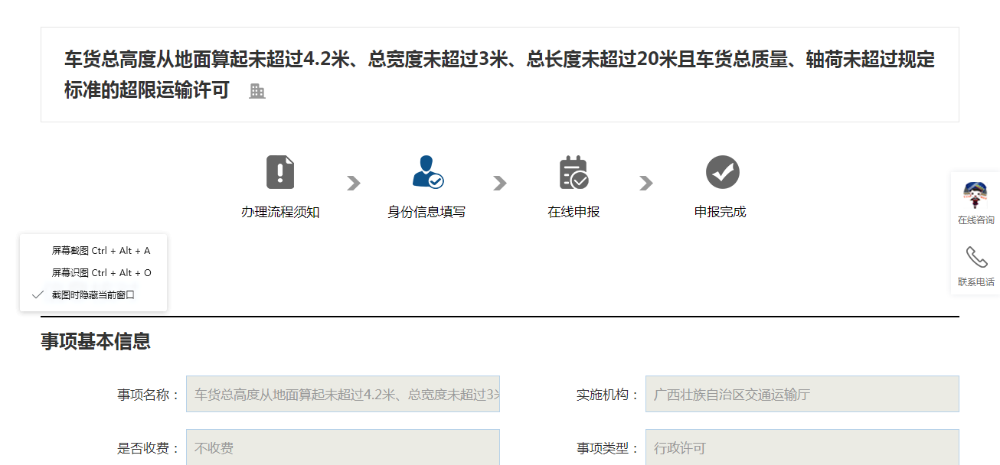 车货总高度从地面算起未超过4.2米、总宽度未超过3米、总长度未超过20米且车货总质量、轴荷未超过规定
标准的超限运输许可
办理流程须知
身份信息填写
在线申报
申报完成
在线咨询
联系电话
屏幕截图 Ctrl + Alt + A
屏幕识图 Ctrl + Alt + O
截图时隐藏当前窗口
事项基本信息
事项名称：
车货总高度从地面算起未超过4.2米、总宽度未超过3米
实施机构：
广西壮族自治区交通运输厅
是否收费：
不收费
事项类型：
行政许可